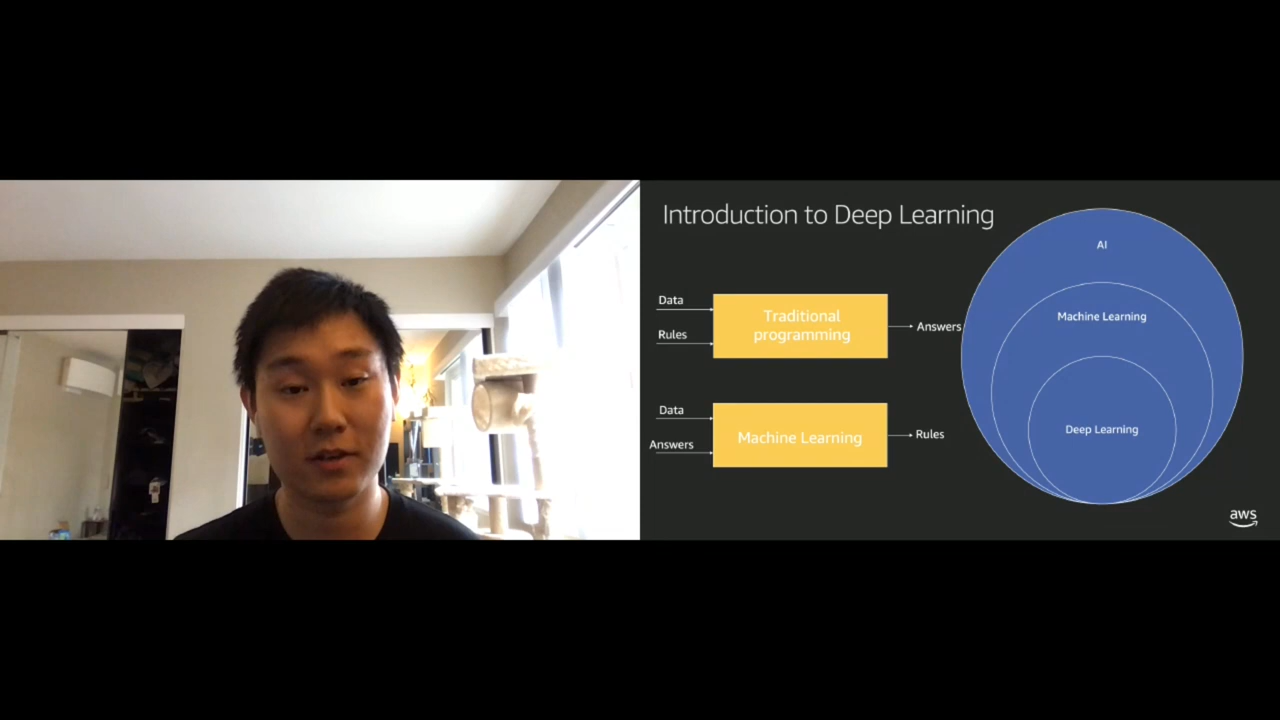 Introduction to Deep Learning
Data
Rules
Traditional
programming
Answers
Data
Answers
Machine Learning
Rules
AI
Machine Learning
Deep Learning
aws